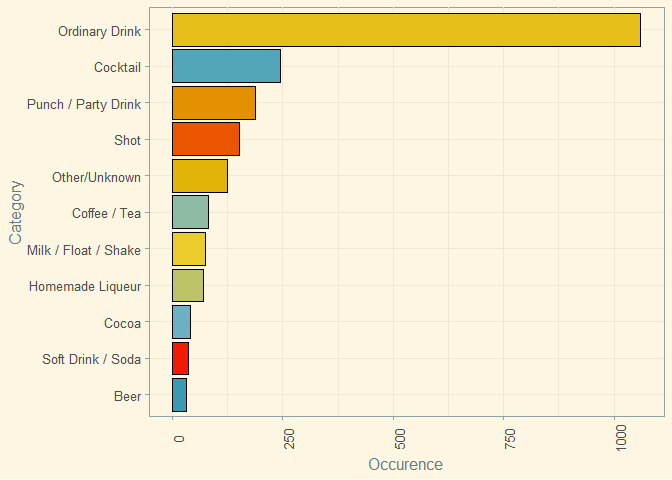 Ordinary Drink
Cocktail
Punch / Party Drink
Shot
Other/Unknown
Coffee / Tea
Milk / Float / Shake
Homemade Liqueur
Cocoa
Soft Drink / Soda
Beer
Category
0
250
500
750
1000
Occurence